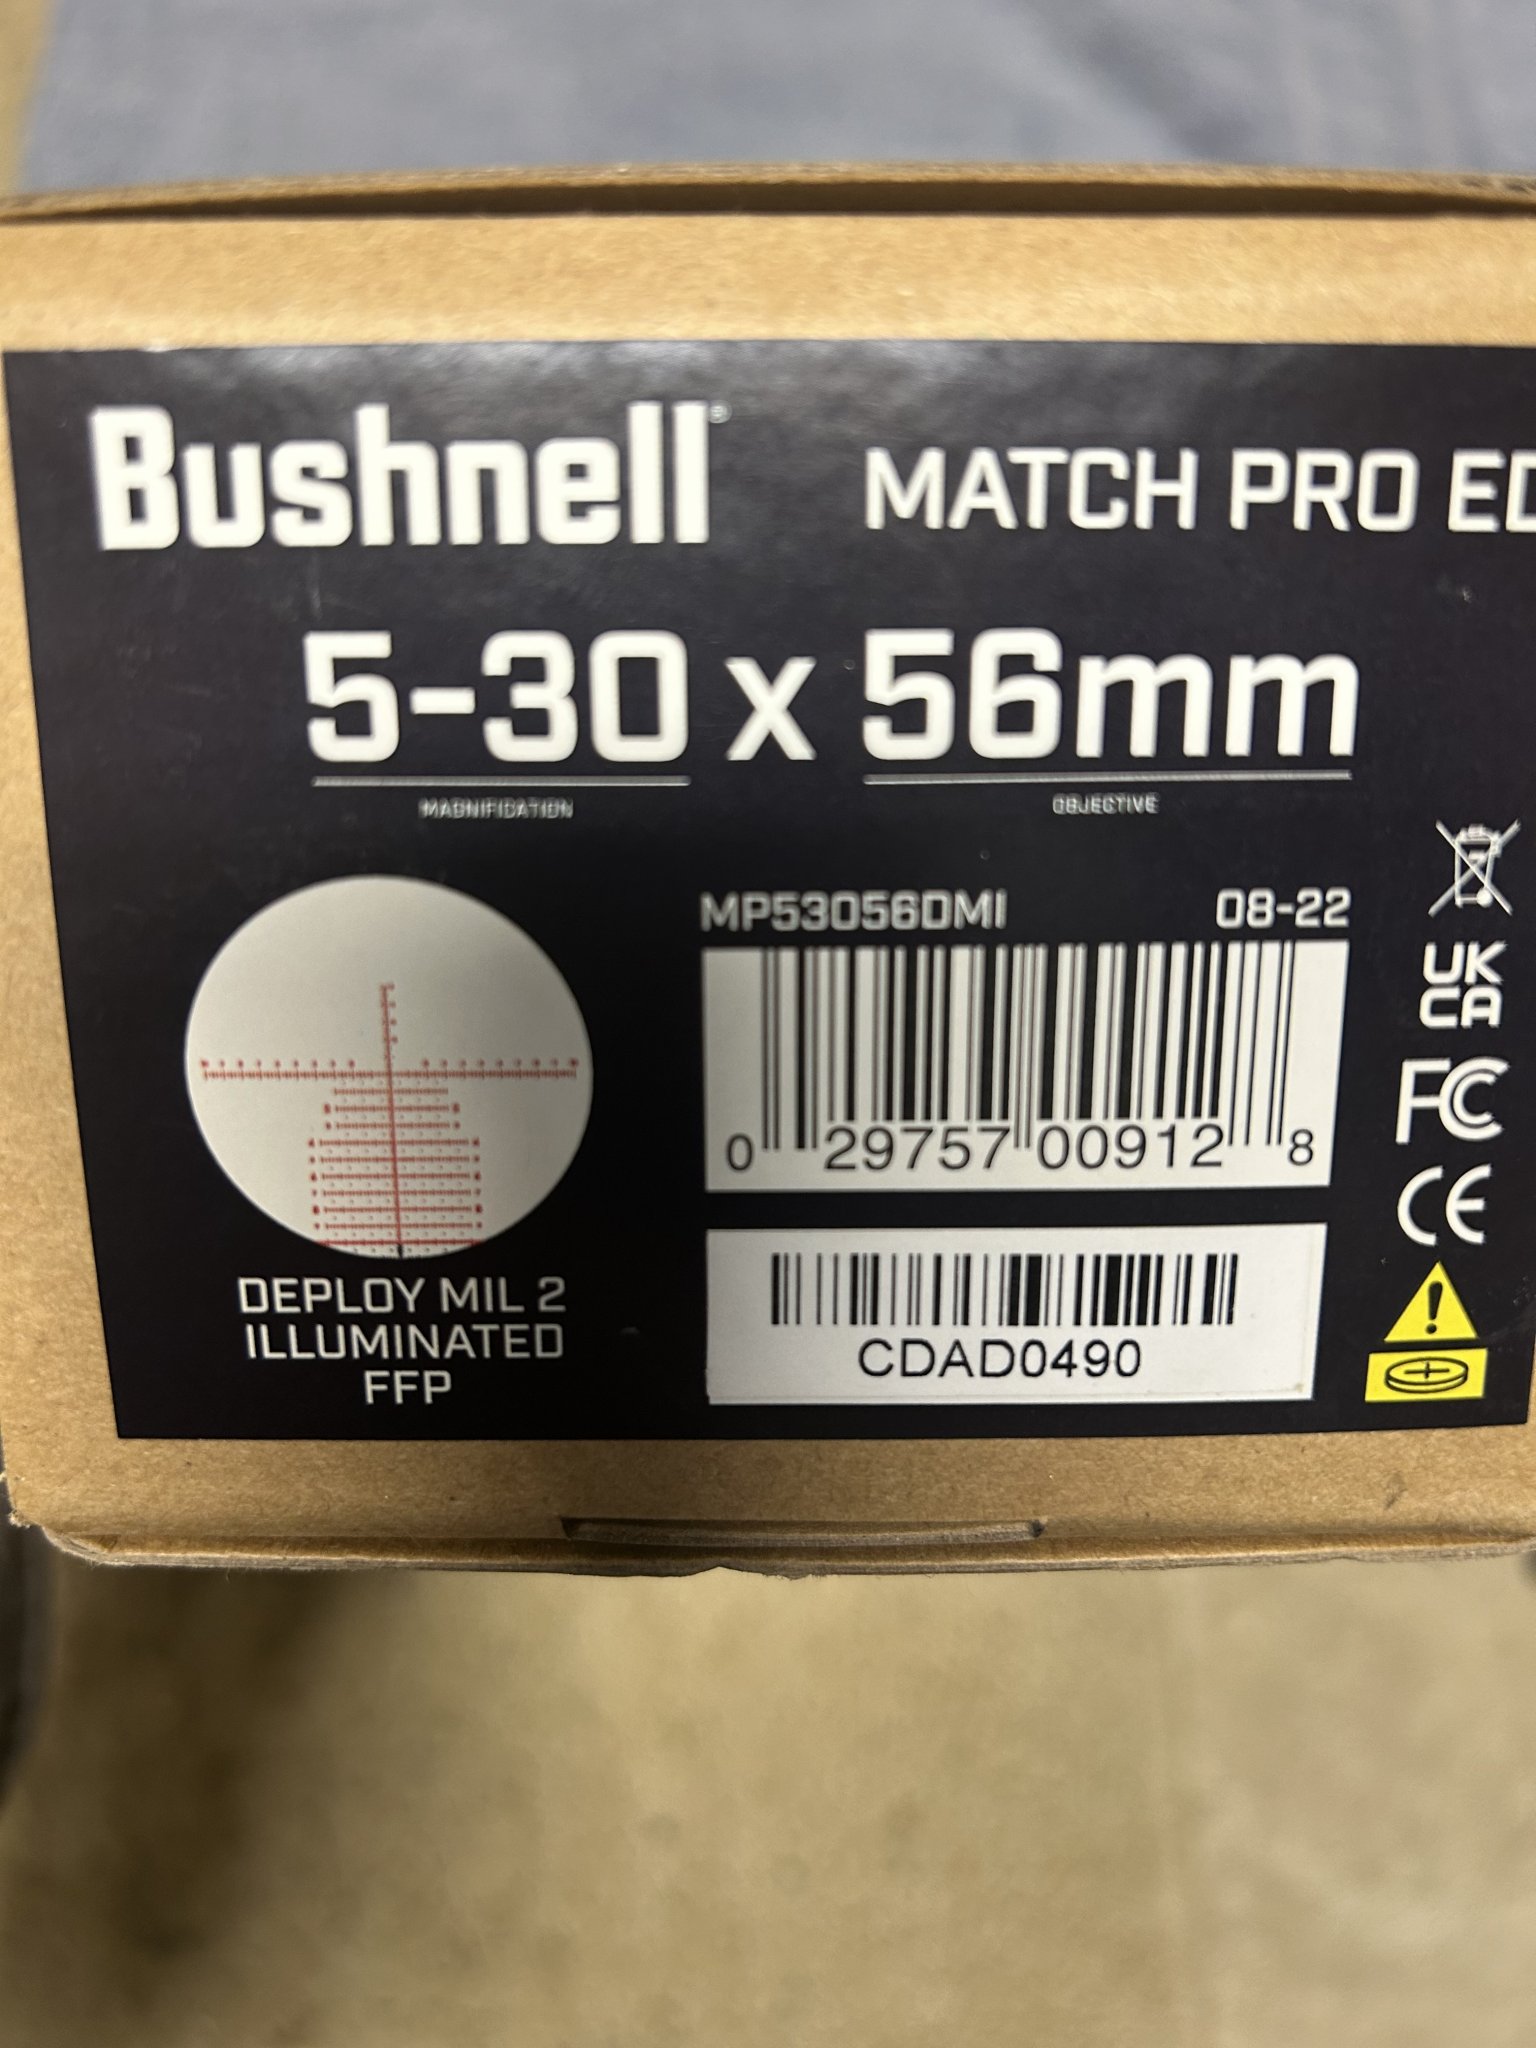 Bushnell®
MATCH PRO ED
5-30 x 56mm
MAGNIFICATION
OBJECTIVE
MP53056DMI
08-22
0 29757 00912 8
UK
CA
FC
CE
DEPLOY MIL 2
ILLUMINATED
FFP
CDAD0490